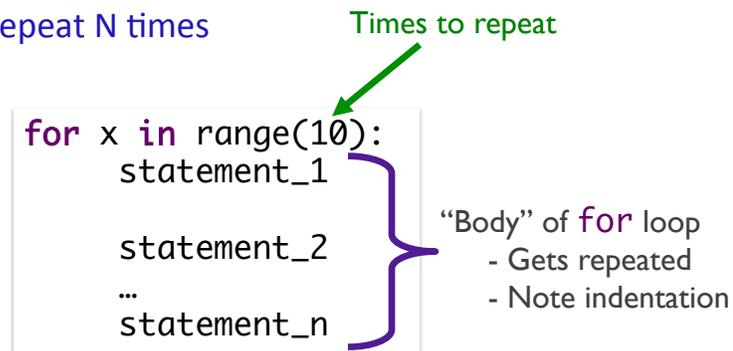 epeat N times
Times to repeat
for x in range(10):
statement_1
statement_2
…
statement_n
“Body” of for loop
- Gets repeated
- Note indentation